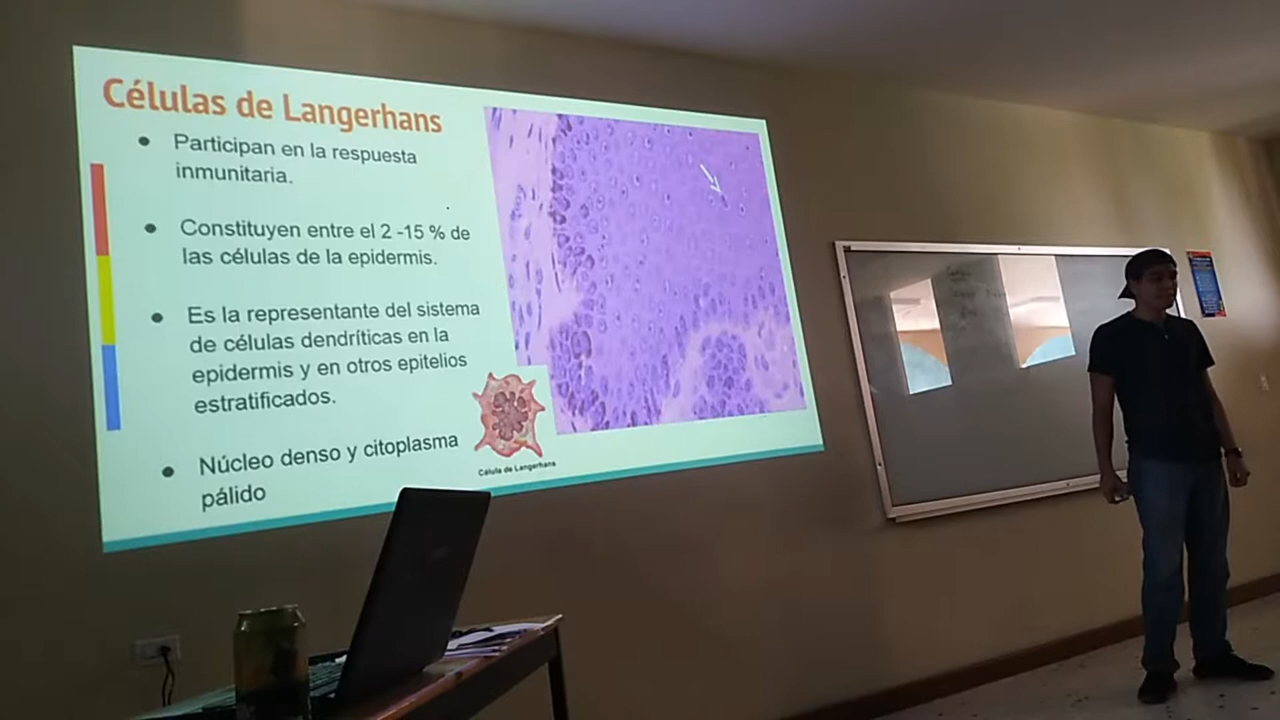 Células de Langerhans
● Participan en la respuesta
inmunitaria.
● Constituyen entre el 2 -15 % de
las células de la epidermis.
● Es la representante del sistema
de células dendríticas en la
epidermis y en otros epitelios
estratificados.
● Núcleo denso y citoplasma
pálido
Célula de Langerhans